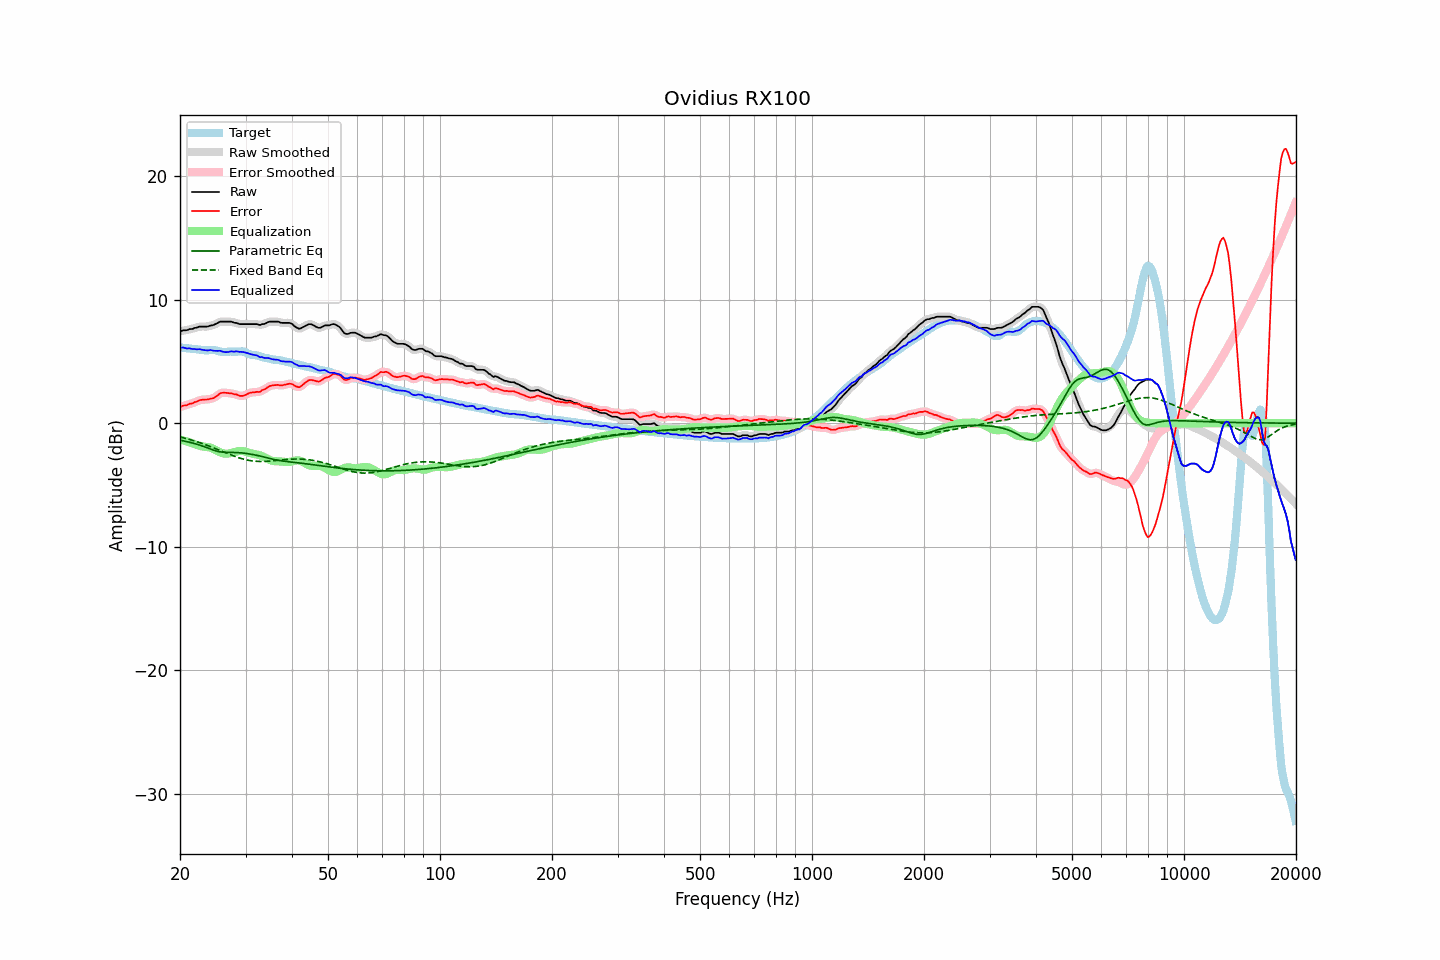 Ovidius RX100
Target
Raw Smoothed
Error Smoothed
Raw
Error
Equalization
Parametric Eq
Fixed Band Eq
Equalized
20
10
0
−10
−20
−30
Amplitude (dBr)
20 50 100 200 500 1000 2000 5000 10000 20000
Frequency (Hz)